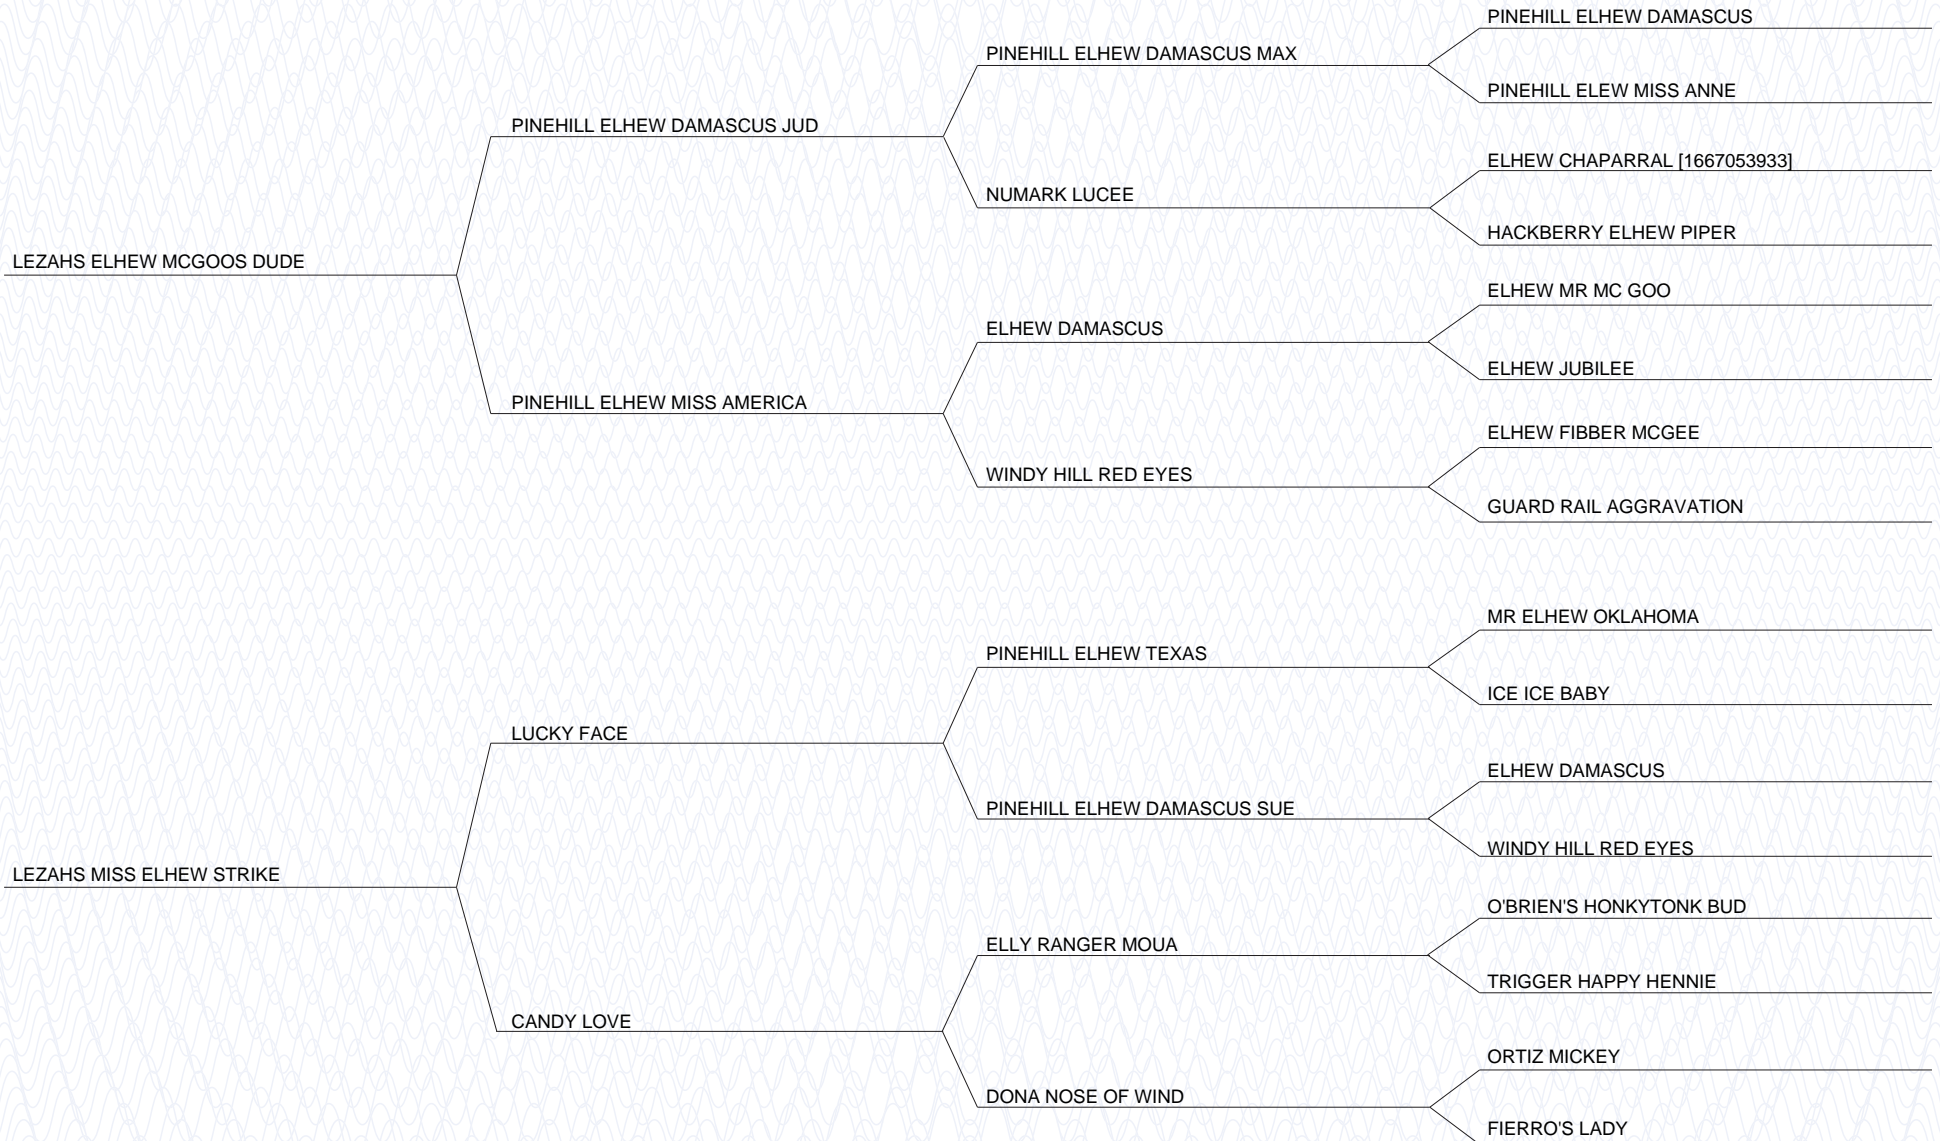 PINEHILL ELHEW DAMASCUS
PINEHILL ELHEW DAMASCUS MAX
PINEHILL ELEW MISS ANNE
PINEHILL ELHEW DAMASCUS JUD
ELHEW CHAPARRAL [1667053933]
NUMARK LUCEE
HACKBERRY ELHEW PIPER
LEZAHS ELHEW MCGOOS DUDE
ELHEW MR MC GOO
ELHEW DAMASCUS
ELHEW JUBILEE
PINEHILL ELHEW MISS AMERICA
ELHEW FIBBER MCGEE
WINDY HILL RED EYES
GUARD RAIL AGGRAVATION
MR ELHEW OKLAHOMA
PINEHILL ELHEW TEXAS
ICE ICE BABY
LUCKY FACE
ELHEW DAMASCUS
PINEHILL ELHEW DAMASCUS SUE
WINDY HILL RED EYES
LEZAHS MISS ELHEW STRIKE
O'BRIEN'S HONKYTONK BUD
ELLY RANGER MOUA
TRIGGER HAPPY HENNIE
CANDY LOVE
ORTIZ MICKEY
DONA NOSE OF WIND
FIERRO'S LADY